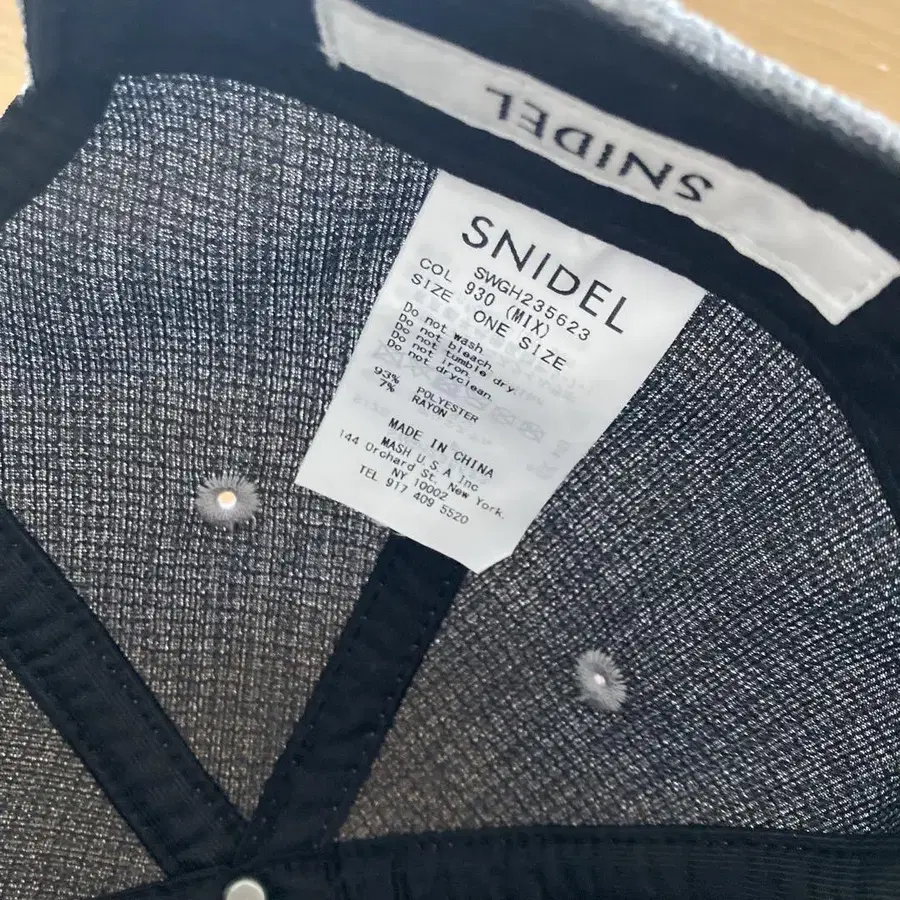 SNIDEL
SNIDEL
SWGH235623
COL 930 (MIX)
SIZE ONE SIZE
Do not wash.
Do not bleach.
Do not tumble dry.
Do not iron.
Do not dryclean.
93% POLYESTER
7% RAYON
MADE IN CHINA
MASH U.S.A Inc
144 Orchard St. New York.
NY 10002
TEL 917 409 5520